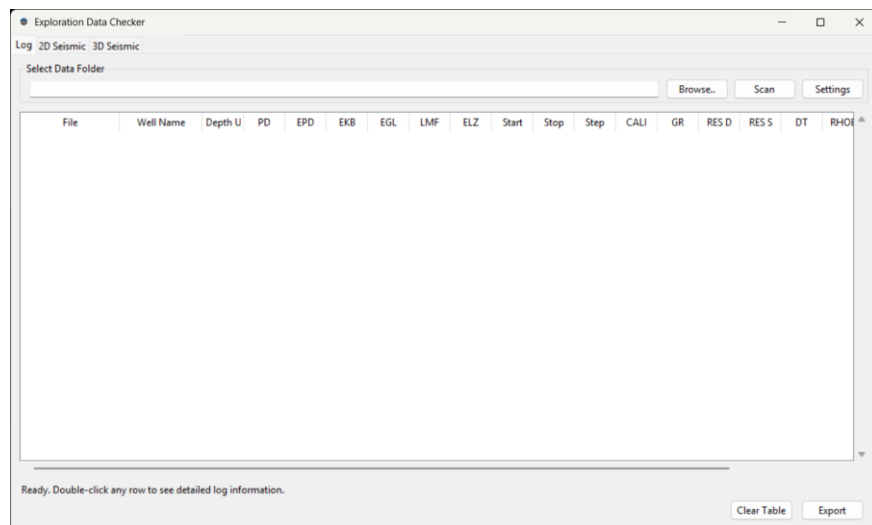 Exploration Data Checker
Log 2D Seismic 3D Seismic
Select Data Folder
Browse.. Scan Settings
File Well Name Depth U PD EPD EKB EGL LMF ELZ Start Stop Step CALI GR RES D RES S DT RHOB
Ready. Double-click any row to see detailed log information.
Clear Table Export